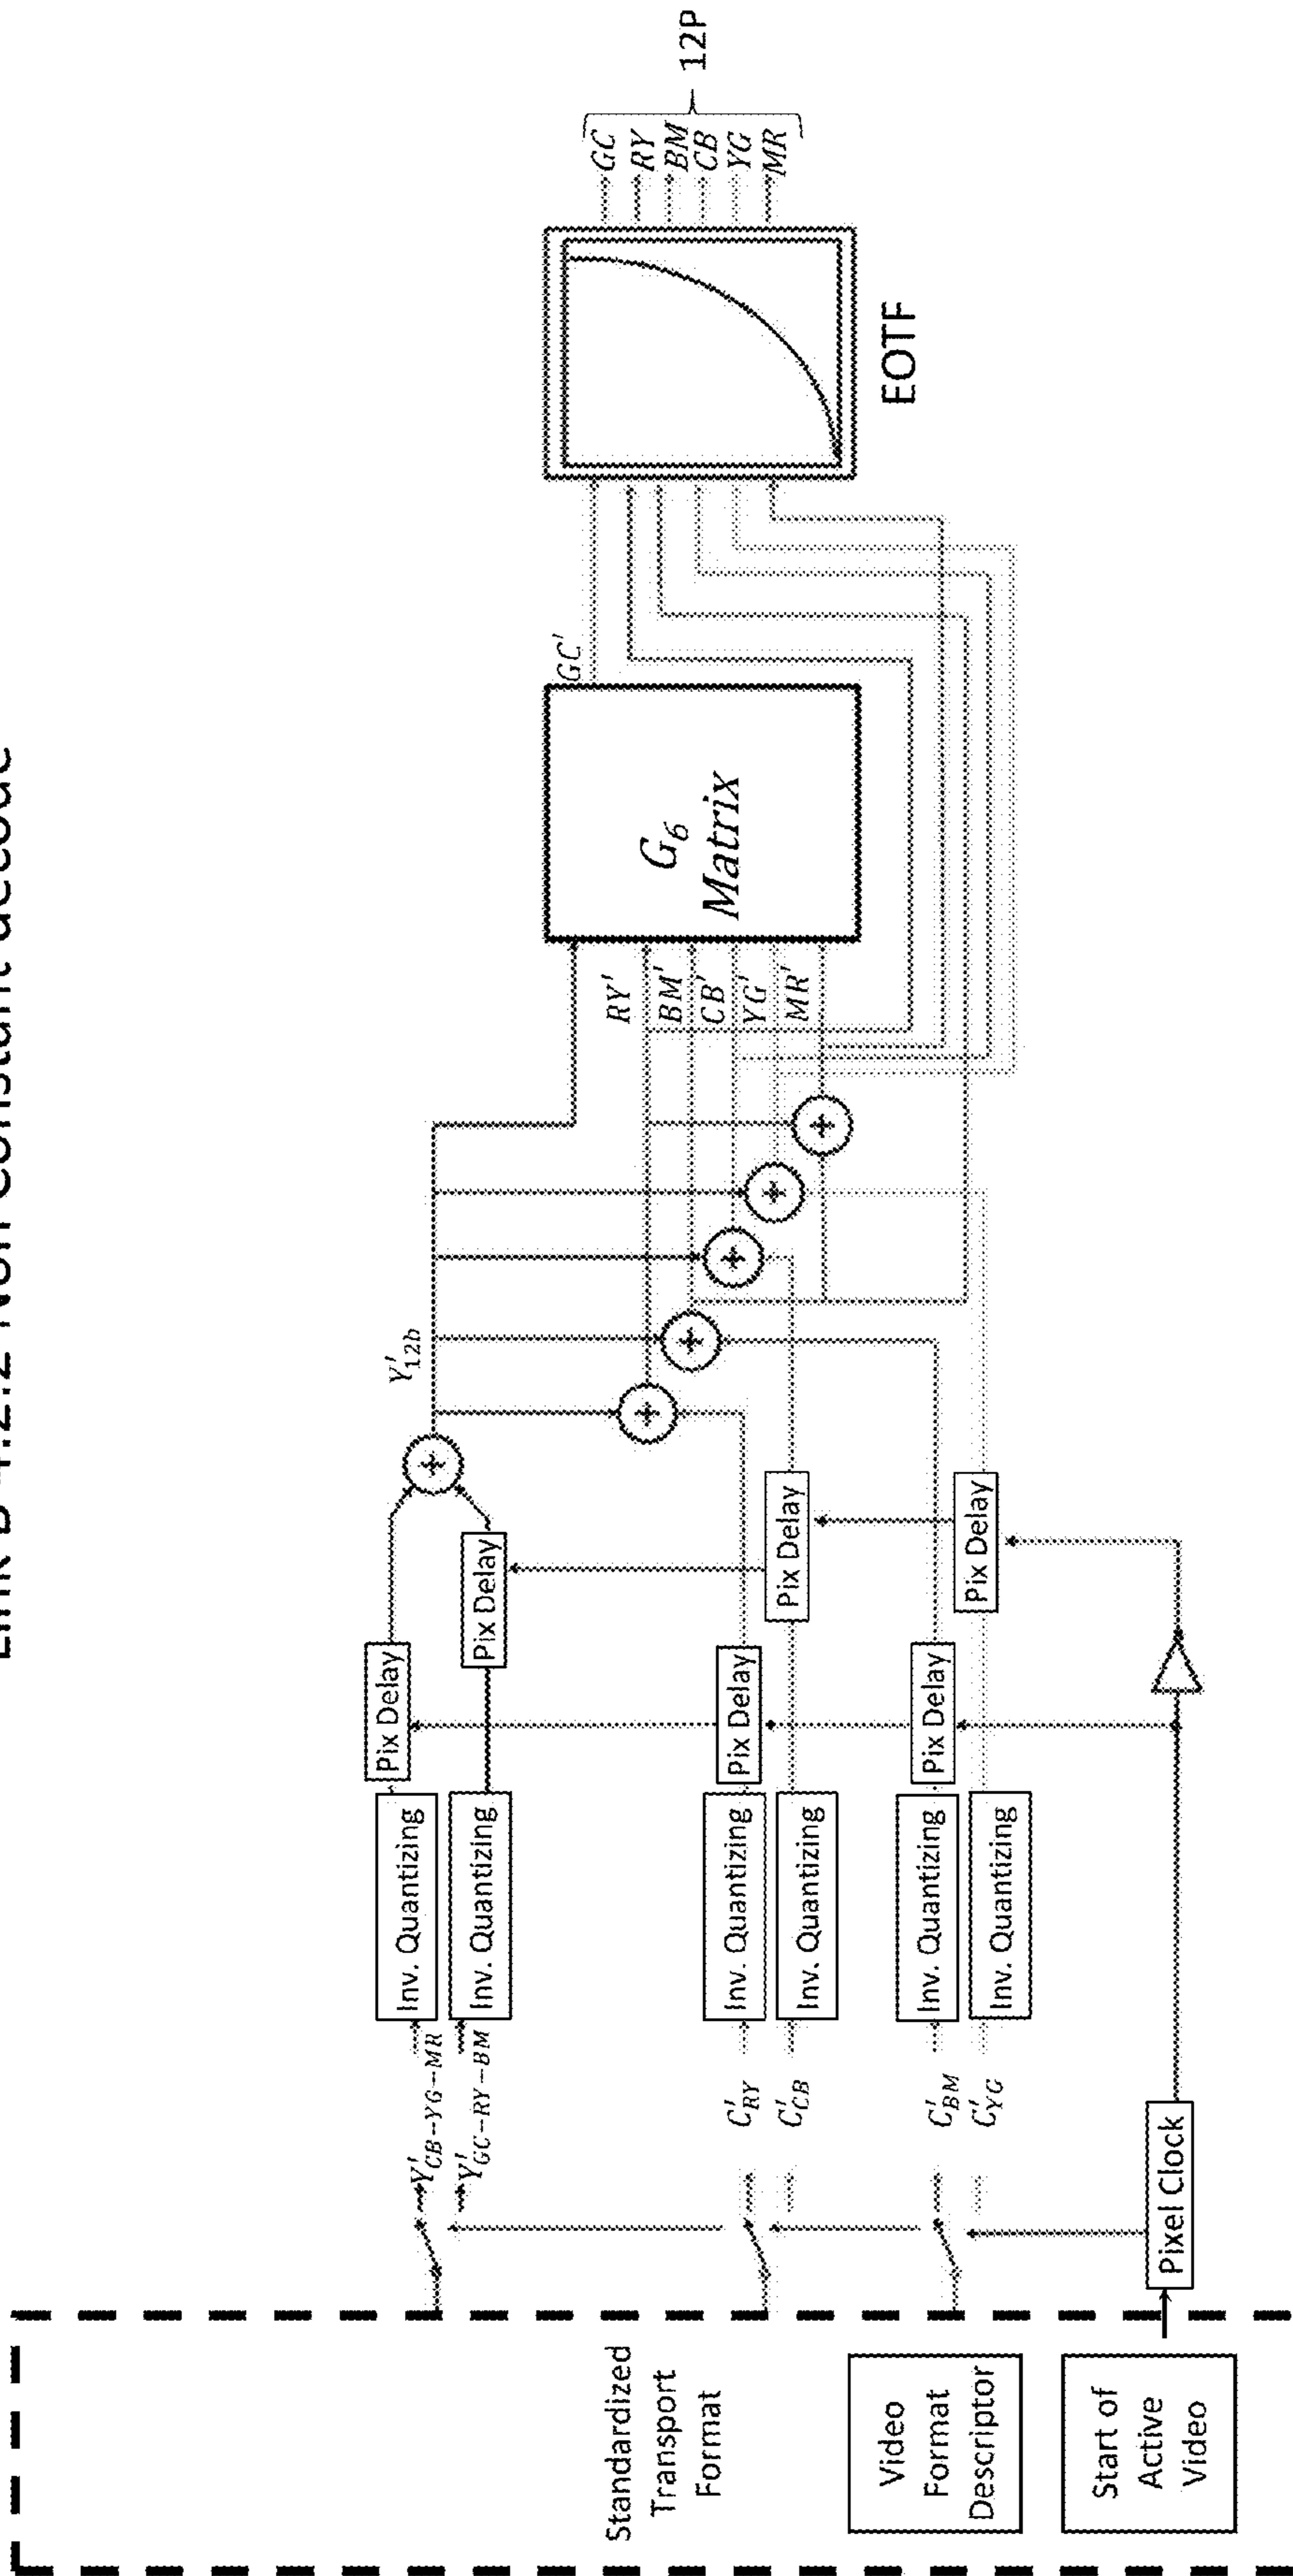 Link B 4:2:2 Non Constant decode
Standardized
Transport
Format
Video
Format
Descriptor
Start of
Active
Video
Pixel Clock
Y'CB−YG−MR
Y'GC−RY−BM
C'RY
C'CB
C'BM
C'YG
Inv. Quantizing
Inv. Quantizing
Inv. Quantizing
Inv. Quantizing
Inv. Quantizing
Inv. Quantizing
Pix Delay
Pix Delay
Pix Delay
Pix Delay
Pix Delay
Pix Delay
+
+
+
+
+
+
Y'12b
RY'
BM'
CB'
YG'
MR'
G6
Matrix
GC'
EOTF
GC
RY
BM
CB
YG
MR
12P